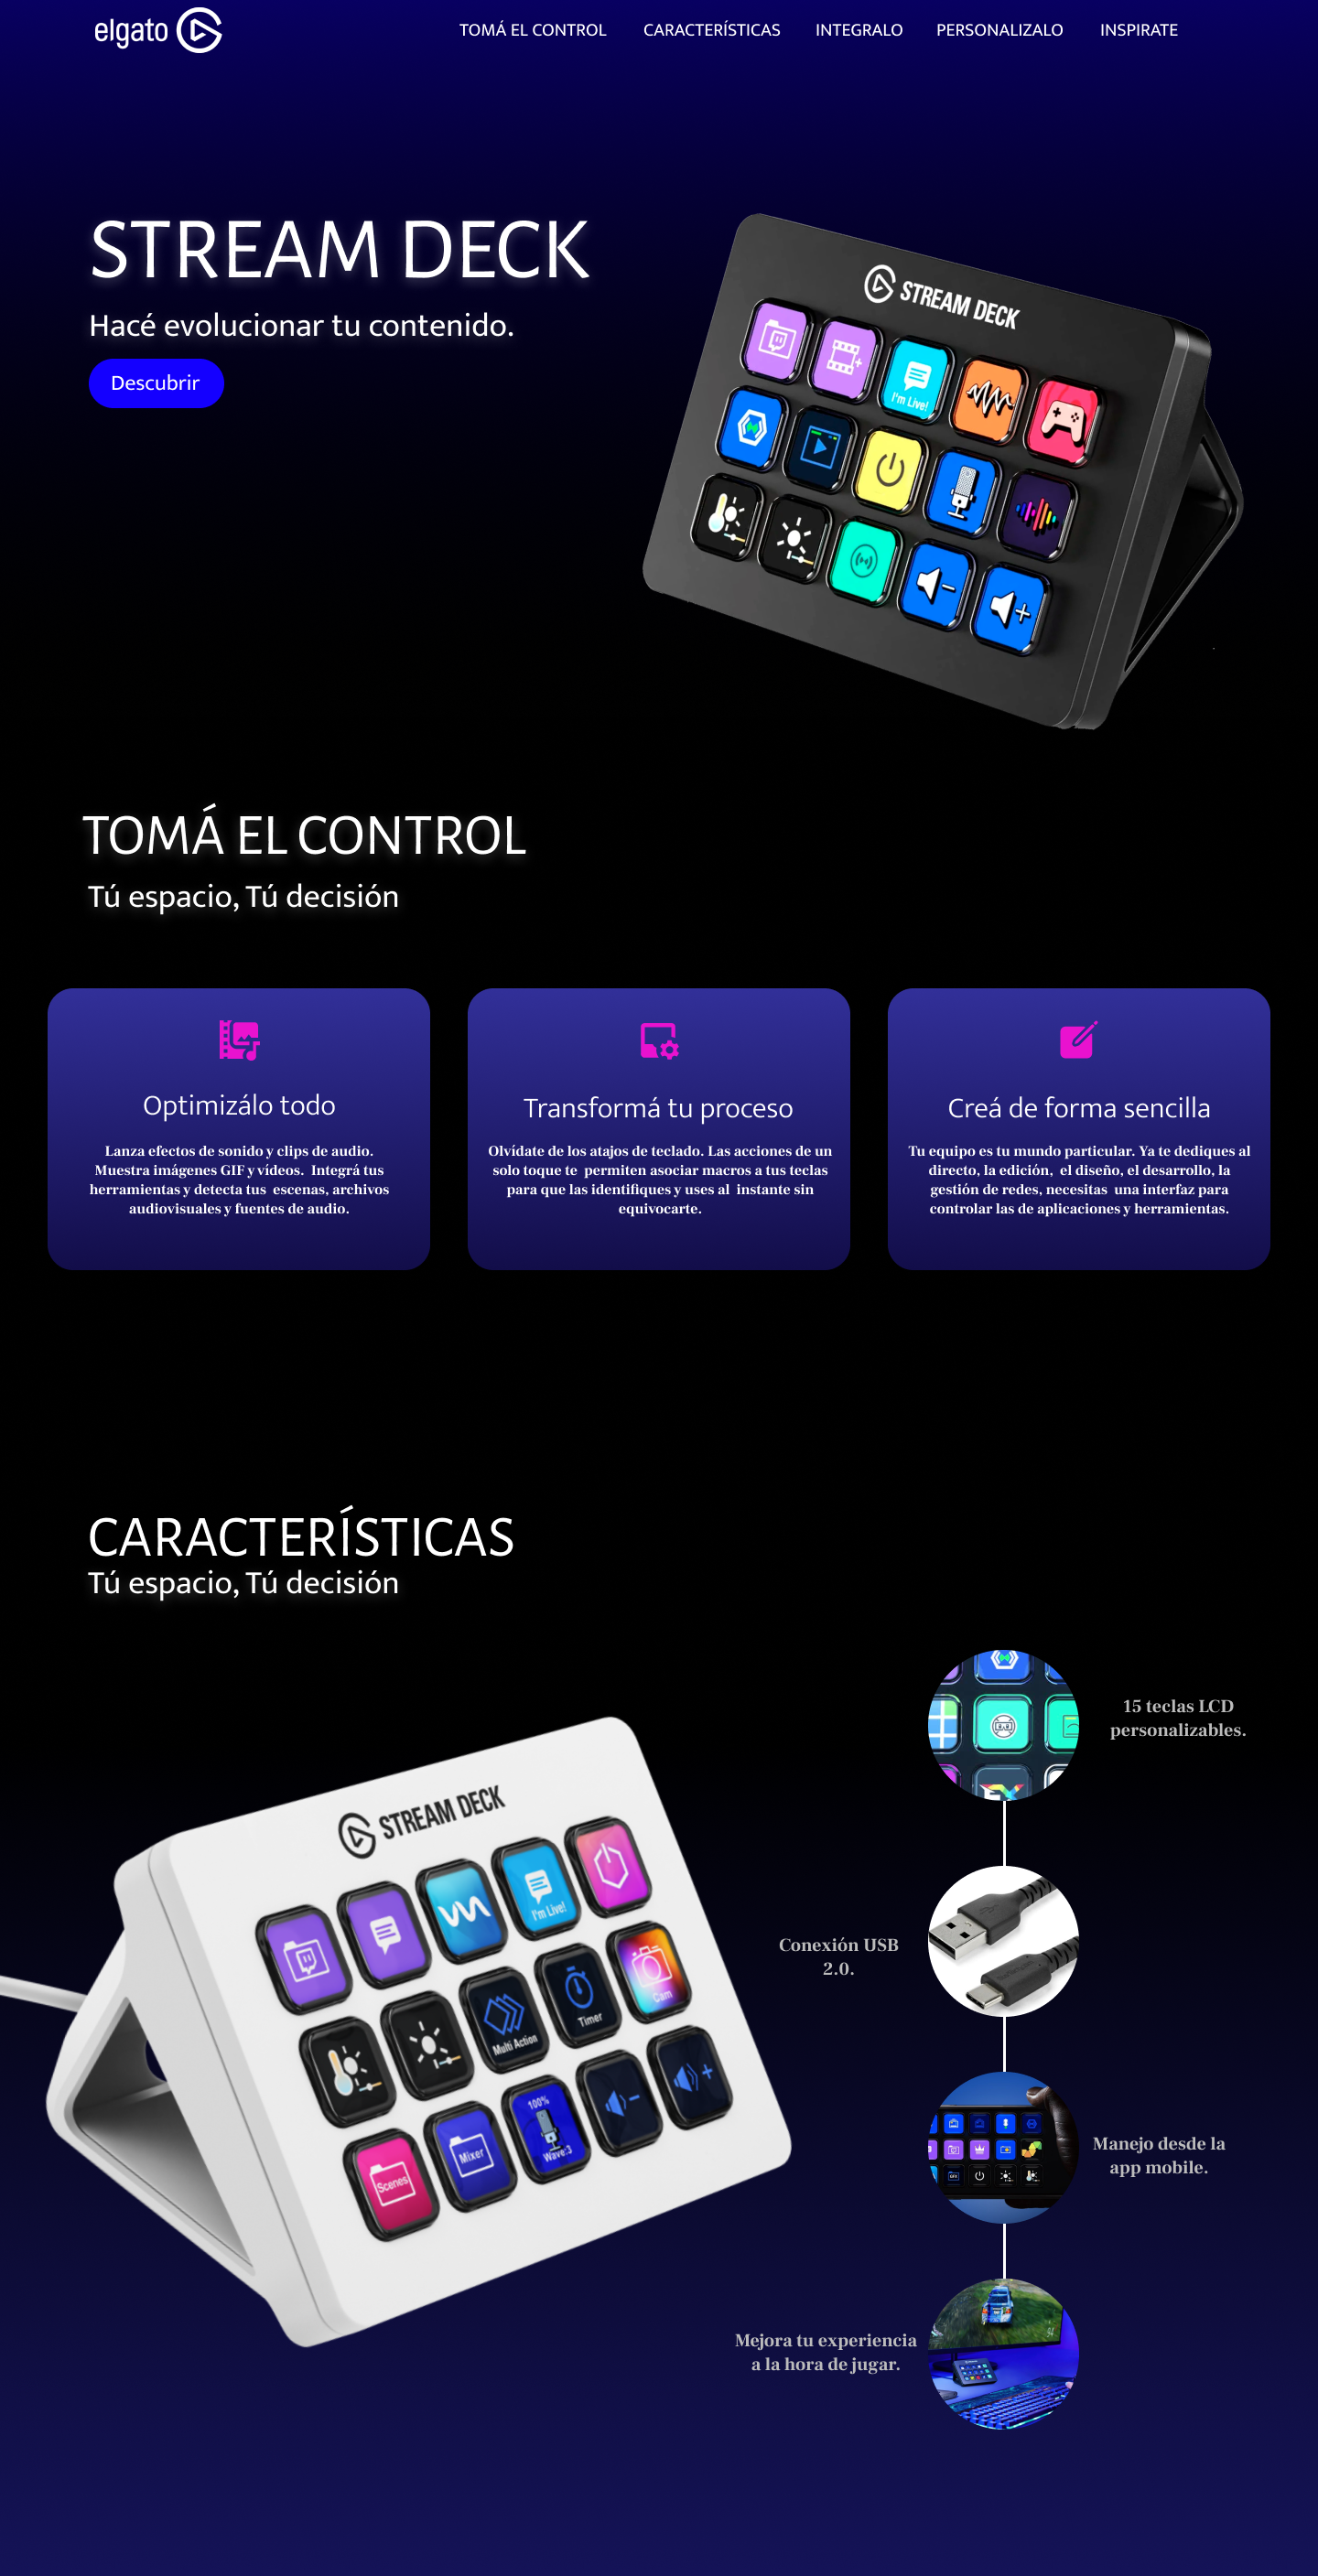 elgato
TOMÁ EL CONTROL CARACTERÍSTICAS INTEGRALO PERSONALIZALO INSPIRATE
STREAM DECK
Hacé evolucionar tu contenido.
Descubrir
STREAM DECK
I'm Live!
TOMÁ EL CONTROL
Tú espacio, Tú decisión
Optimizálo todo
Lanza efectos de sonido y clips de audio.
Muestra imágenes GIF y vídeos. Integrá tus
herramientas y detecta tus escenas, archivos
audiovisuales y fuentes de audio.
Transformá tu proceso
Olvídate de los atajos de teclado. Las acciones de un
solo toque te permiten asociar macros a tus teclas
para que las identifiques y uses al instante sin
equivocarte.
Creá de forma sencilla
Tu equipo es tu mundo particular. Ya te dediques al
directo, la edición, el diseño, el desarrollo, la
gestión de redes, necesitas una interfaz para
controlar las de aplicaciones y herramientas.
CARACTERÍSTICAS
Tú espacio, Tú decisión
15 teclas LCD
personalizables.
STREAM DECK
I'm Live!
Cam
Timer
Multi Action
100%
Wave:3
Mixer
Scenes
Conexión USB
2.0.
Manejo desde la
app mobile.
Mejora tu experiencia
a la hora de jugar.